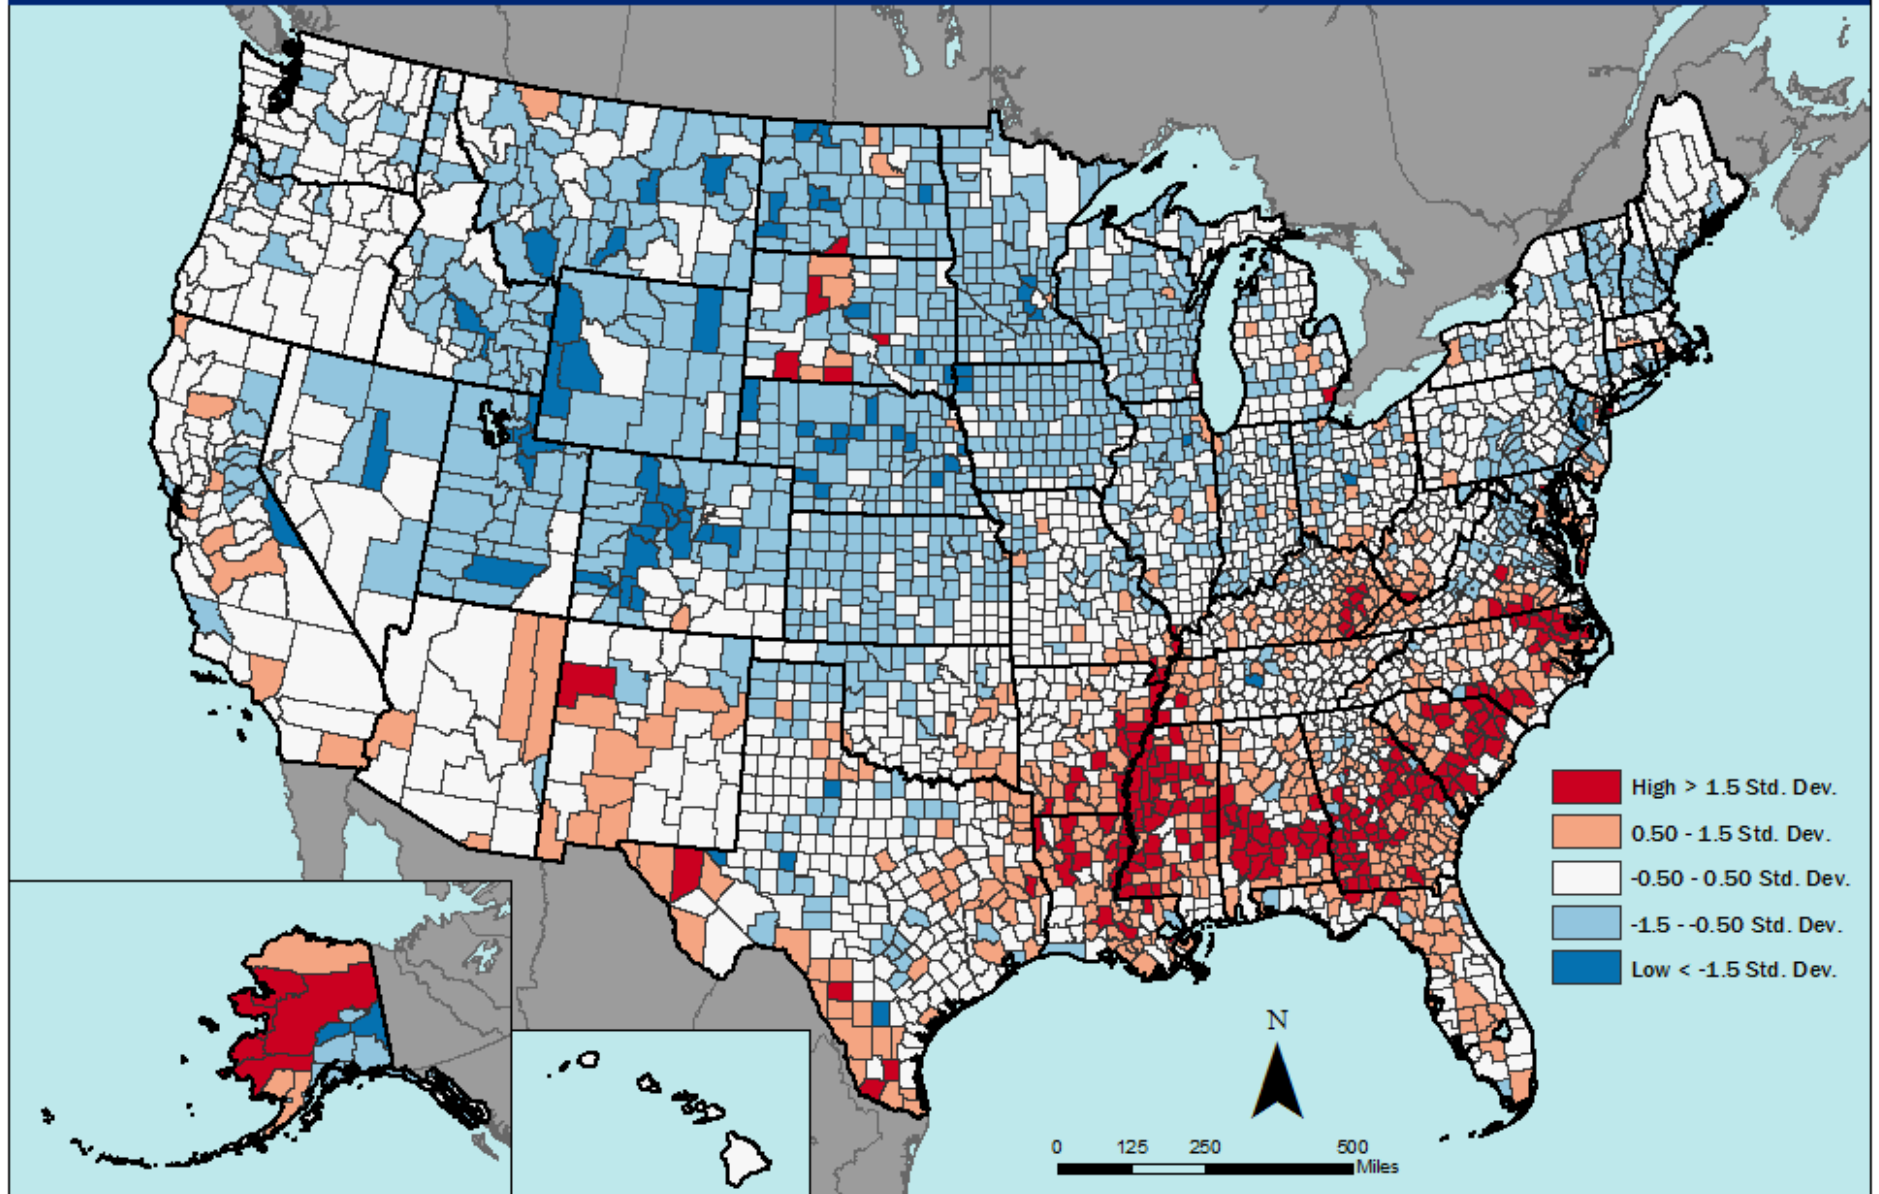 High > 1.5 Std. Dev.
0.50 - 1.5 Std. Dev.
-0.50 - 0.50 Std. Dev.
-1.5 - -0.50 Std. Dev.
Low < -1.5 Std. Dev.
N
0 125 250 500
Miles